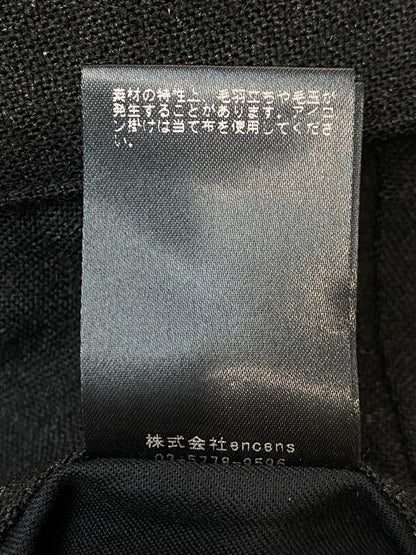 素材の特性上、毛羽立ちや毛玉が
発生することがあります。アイロ
ン掛けは当て布を使用してくださ
い。
株式会社encens
03-5778-9596